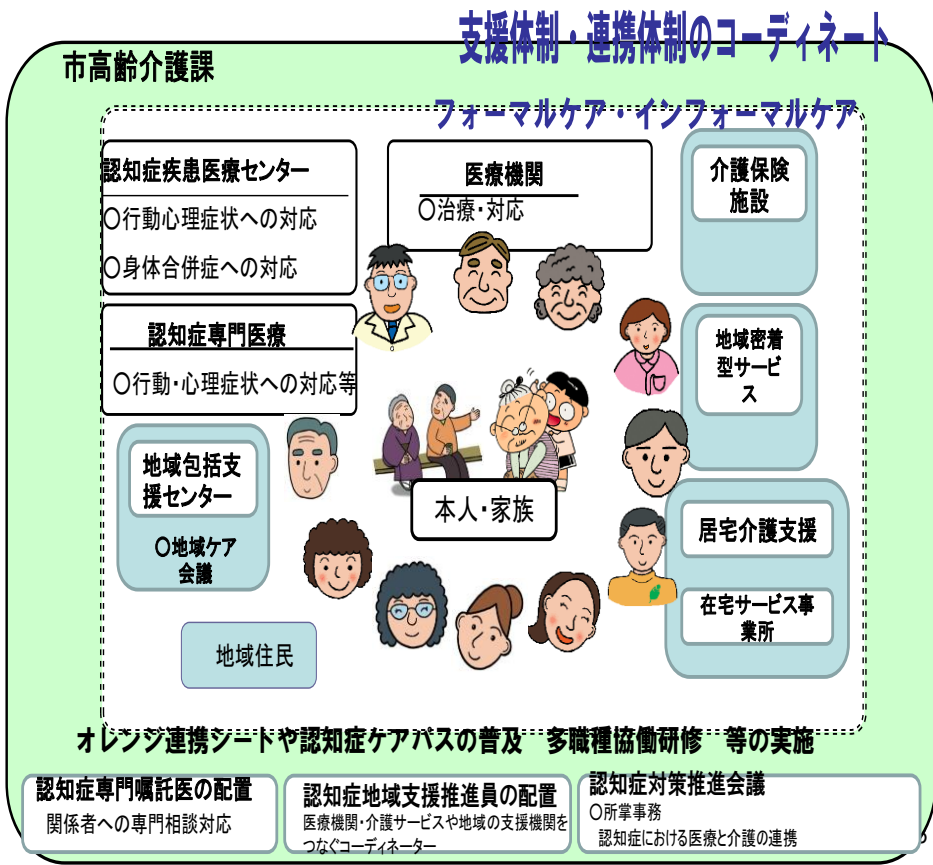 支援体制・連携体制のコーディネート
市高齢介護課
フォーマルケア・インフォーマルケア
認知症疾患医療センター
〇行動心理症状への対応
〇身体合併症への対応
医療機関
〇治療・対応
介護保険
施設
認知症専門医療
〇行動・心理症状への対応等
地域密着
型サービ
ス
地域包括支
援センター
〇地域ケア
会議
本人・家族
居宅介護支援
在宅サービス事
業所
地域住民
オレンジ連携シートや認知症ケアパスの普及　多職種協働研修　等の実施
認知症専門嘱託医の配置
関係者への専門相談対応
認知症地域支援推進員の配置
医療機関・介護サービスや地域の支援機関を
つなぐコーディネーター
認知症対策推進会議
〇所掌事務
認知症における医療と介護の連携